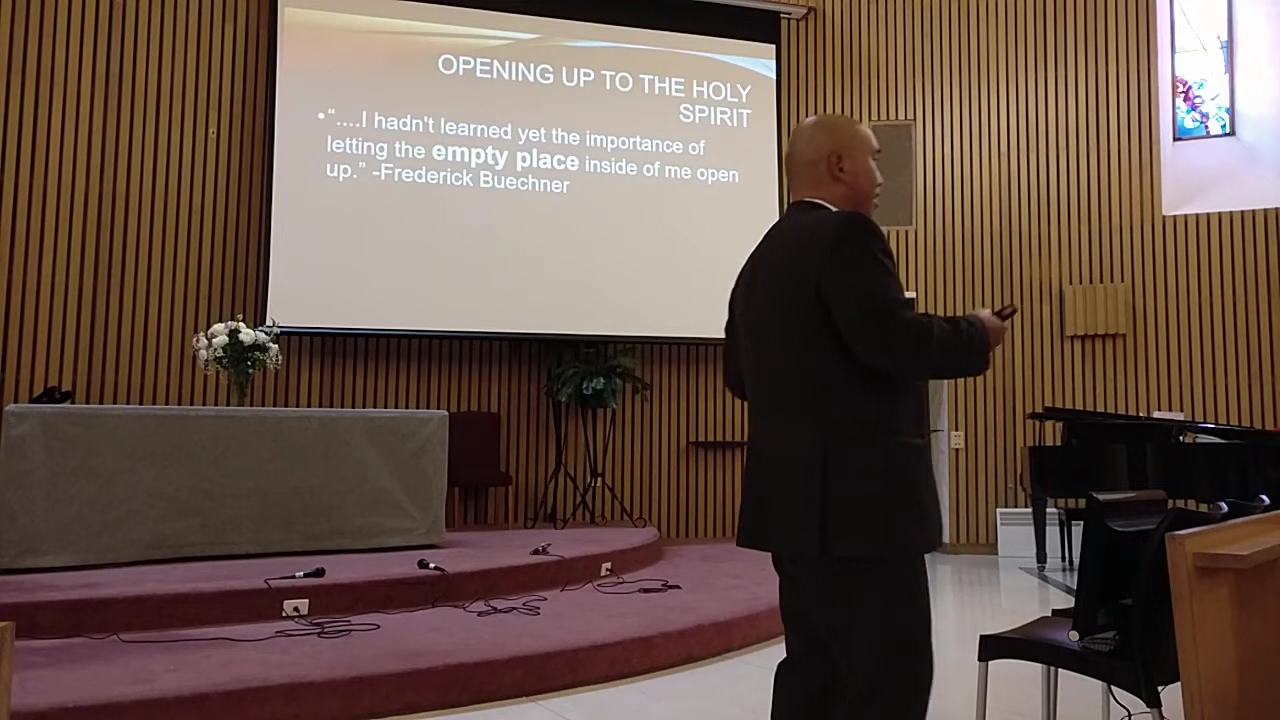 OPENING UP TO THE HOLY
SPIRIT
•“....I hadn't learned yet the importance of
letting the empty place inside of me open
up.” -Frederick Buechner